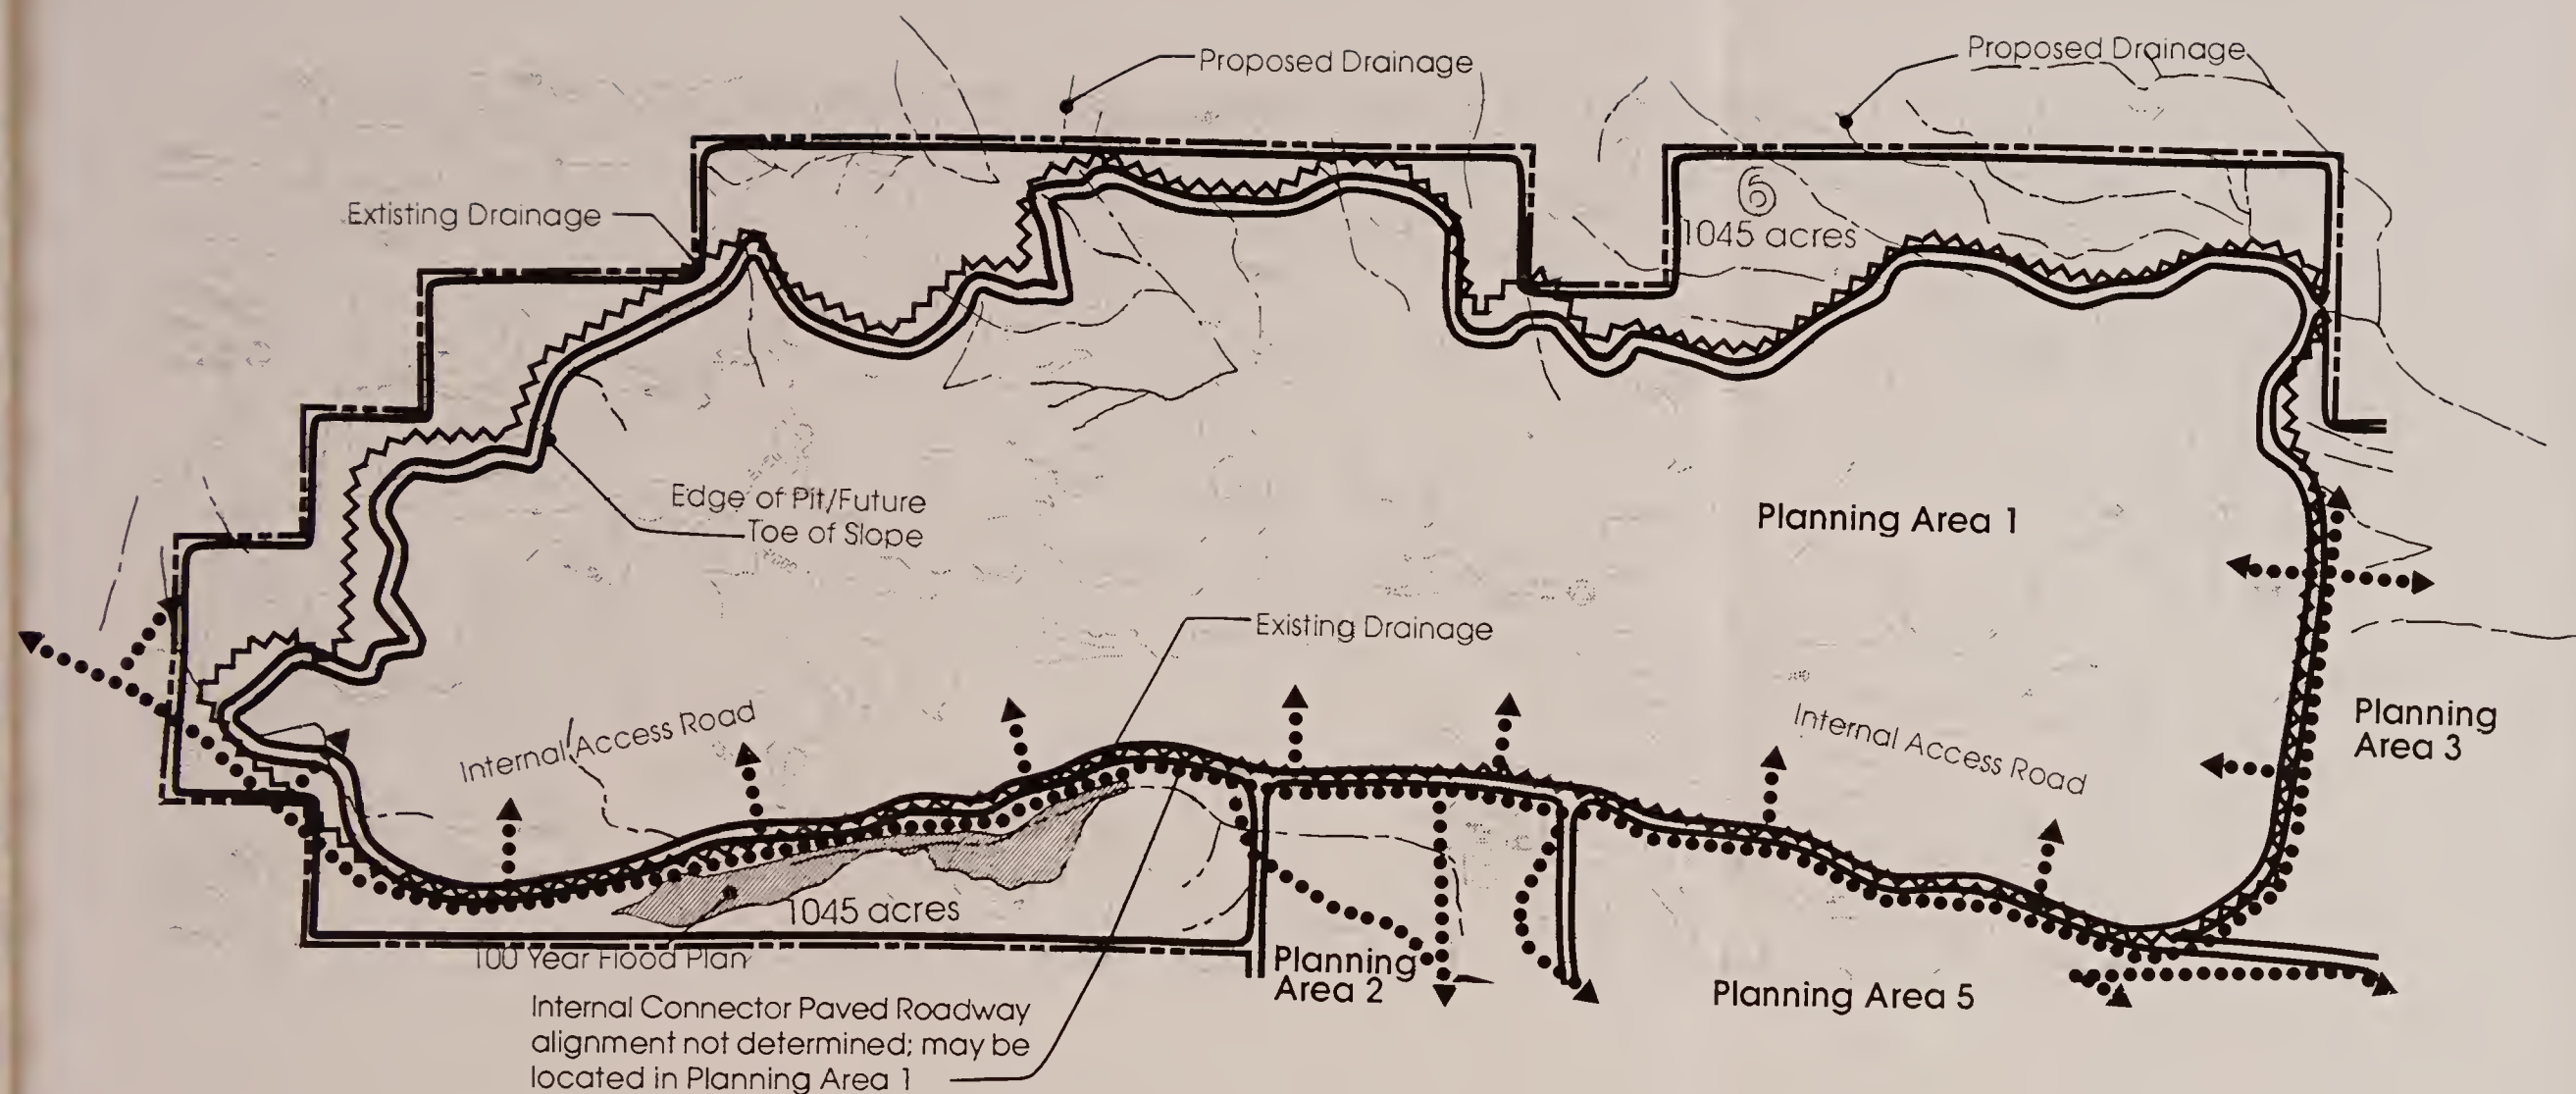 Proposed Drainage
Proposed Drainage
6
1045 acres
Extisting Drainage
Edge of Pit/Future
Toe of Slope
Planning Area 1
Existing Drainage
Internal Access Road
Internal Access Road
Planning
Area 3
1045 acres
100 Year Flood Plan
Planning
Area 2
Planning Area 5
Internal Connector Paved Roadway
alignment not determined; may be
located in Planning Area 1